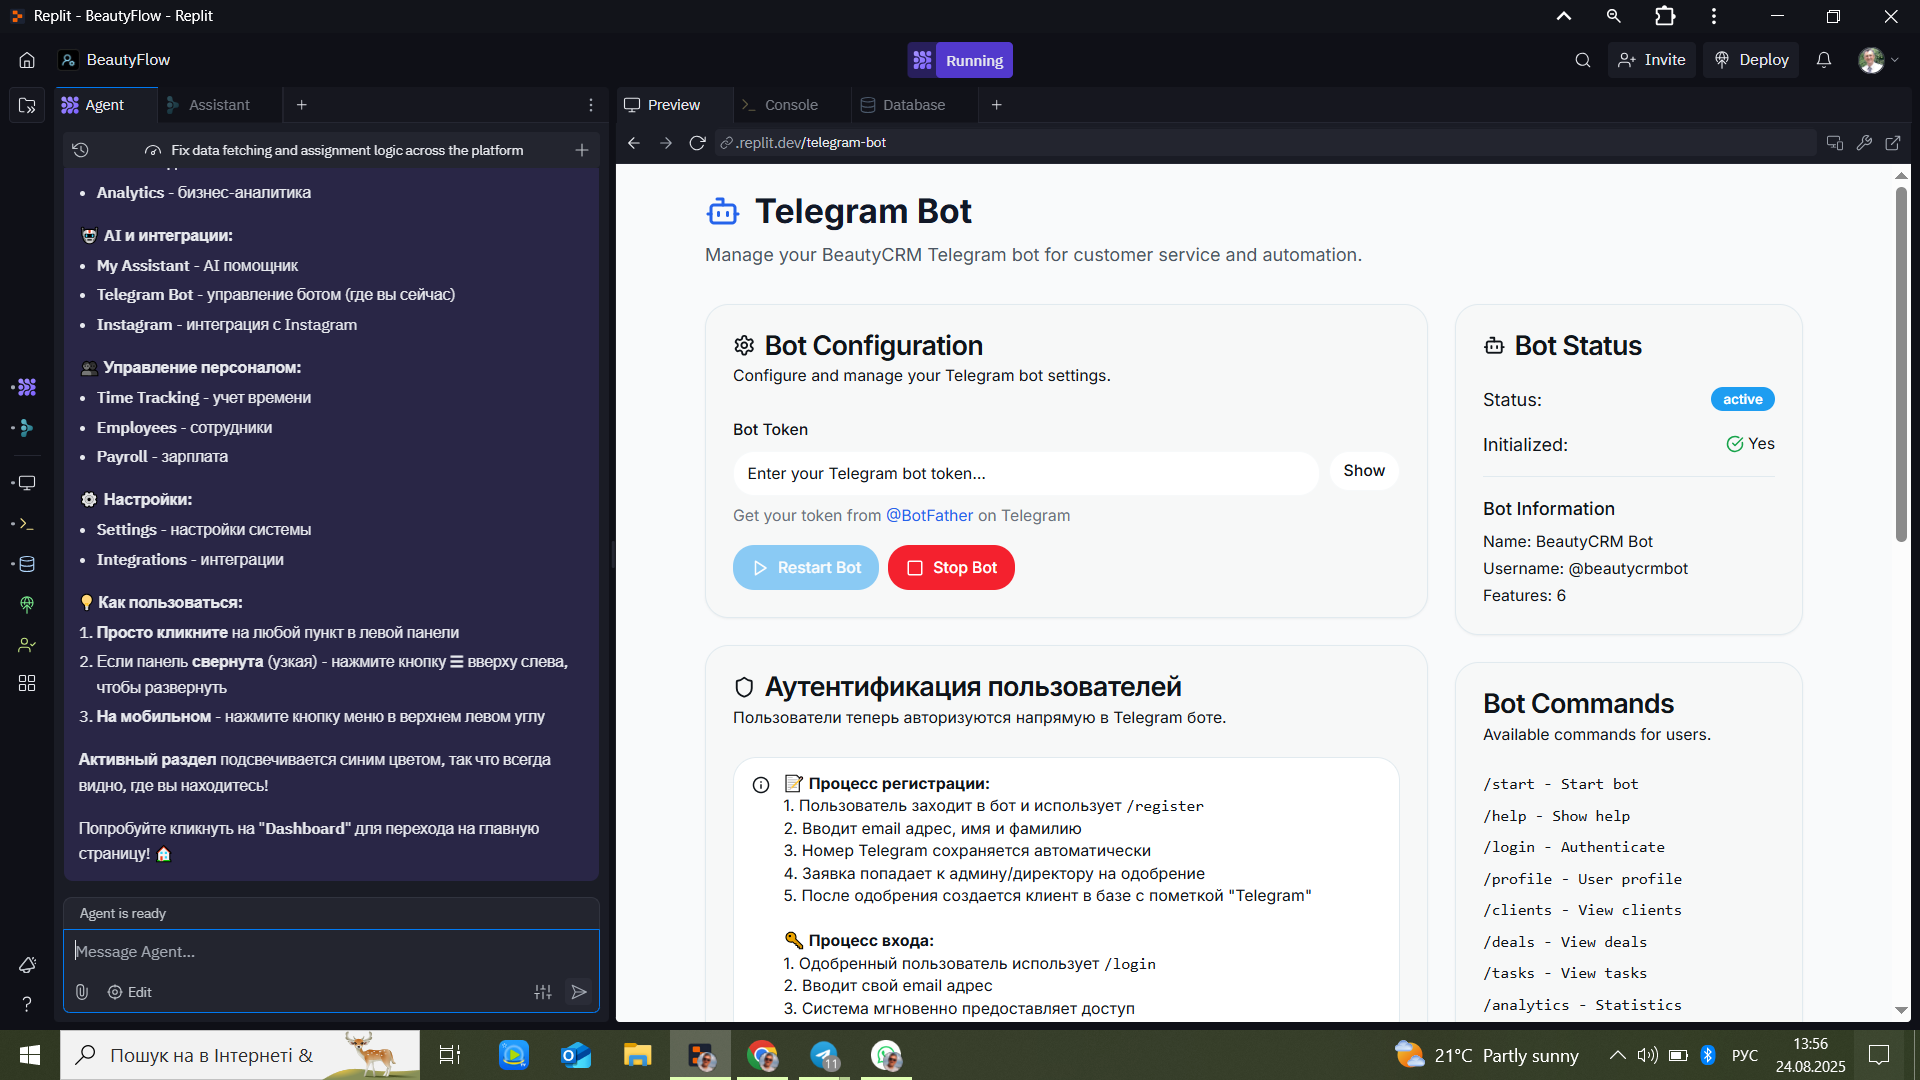 Replit - BeautyFlow - Replit
BeautyFlow
Running
Invite
Deploy
Agent
Assistant
Fix data fetching and assignment logic across the platform
Analytics - бизнес-аналитика
AI и интеграции:
My Assistant - AI помощник
Telegram Bot - управление ботом (где вы сейчас)
Instagram - интеграция с Instagram
Управление персоналом:
Time Tracking - учет времени
Employees - сотрудники
Payroll - зарплата
Настройки:
Settings - настройки системы
Integrations - интеграции
Как пользоваться:
1. Просто кликните на любой пункт в левой панели
2. Если панель свернута (узкая) - нажмите кнопку ☰ вверху слева,
чтобы развернуть
3. На мобильном - нажмите кнопку меню в верхнем левом углу
Активный раздел подсвечивается синим цветом, так что всегда
видно, где вы находитесь!
Попробуйте кликнуть на "Dashboard" для перехода на главную
страницу!
Agent is ready
Message Agent...
Edit
Preview
Console
Database
.replit.dev/telegram-bot
Telegram Bot
Manage your BeautyCRM Telegram bot for customer service and automation.
Bot Configuration
Configure and manage your Telegram bot settings.
Bot Token
Enter your Telegram bot token...
Show
Get your token from @BotFather on Telegram
Restart Bot
Stop Bot
Аутентификация пользователей
Пользователи теперь авторизуются напрямую в Telegram боте.
Процесс регистрации:
1. Пользователь заходит в бот и использует /register
2. Вводит email адрес, имя и фамилию
3. Номер Telegram сохраняется автоматически
4. Заявка попадает к админу/директору на одобрение
5. После одобрения создается клиент в базе с пометкой "Telegram"
Процесс входа:
1. Одобренный пользователь использует /login
2. Вводит свой email адрес
3. Система мгновенно предоставляет доступ
Bot Status
Status:
active
Initialized:
Yes
Bot Information
Name: BeautyCRM Bot
Username: @beautycrmbot
Features: 6
Bot Commands
Available commands for users.
/start - Start bot
/help - Show help
/login - Authenticate
/profile - User profile
/clients - View clients
/deals - View deals
/tasks - View tasks
/analytics - Statistics
Пошук на в Інтернеті &
11
21°C Partly sunny
РУС
13:56
24.08.2025